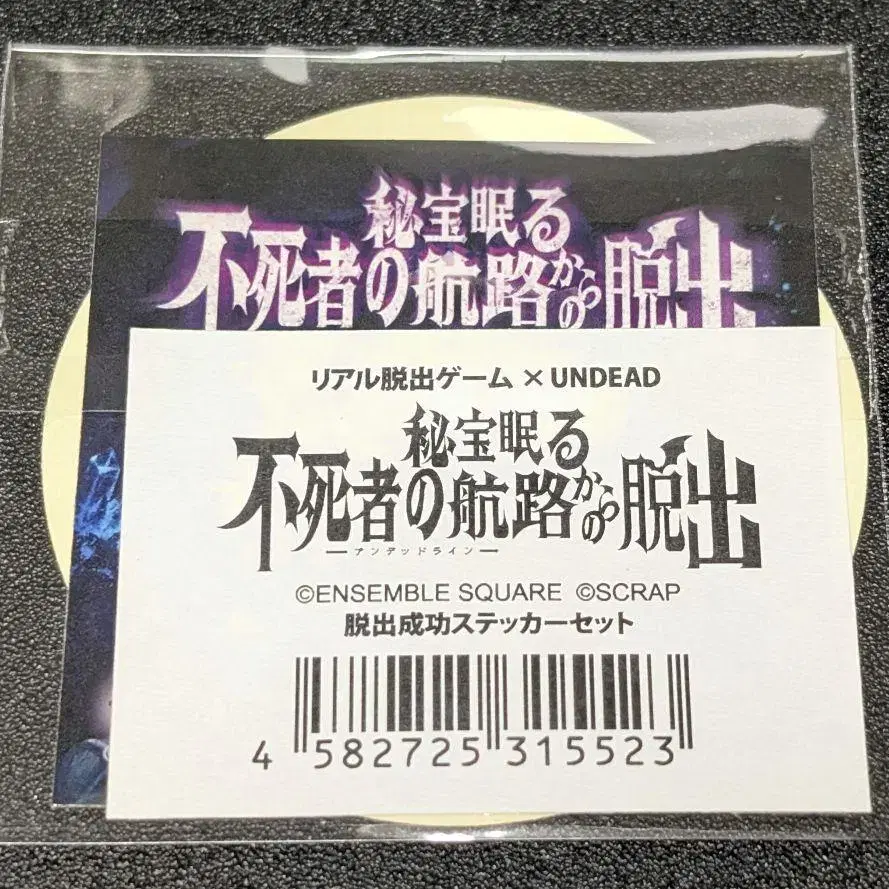 秘宝眠る
不死者の航路からの脱出
リアル脱出ゲーム × UNDEAD
秘宝眠る
不死者の航路からの脱出
アンデッドライン
©ENSEMBLE SQUARE ©SCRAP
脱出成功ステッカーセット
4 582725 315523